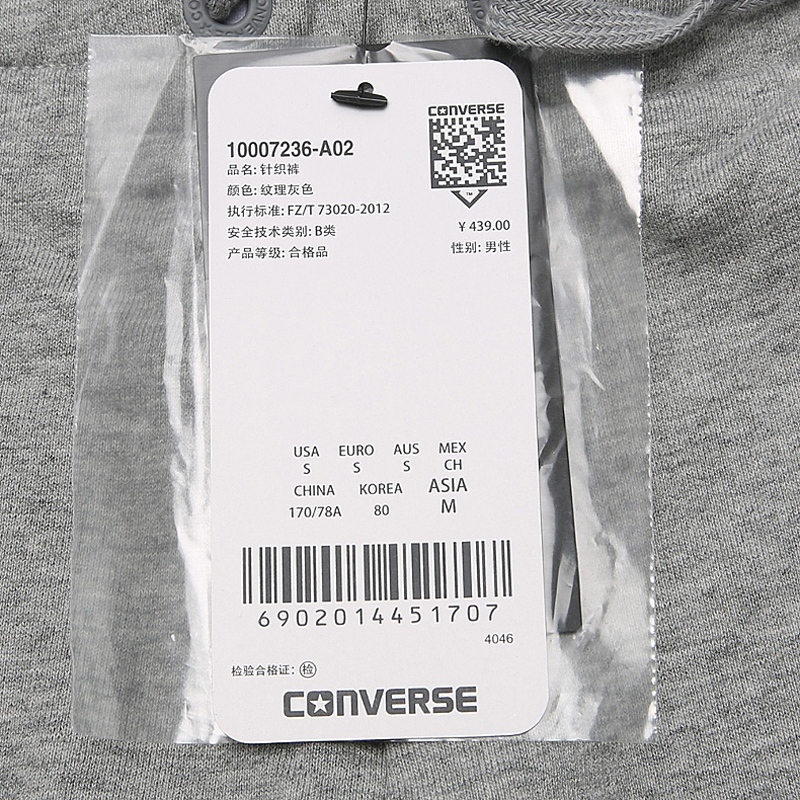 CONVERSE
10007236-A02
品名: 针织裤
颜色: 纹理灰色
执行标准: FZ/T 73020-2012
安全技术类别: B类
产品等级: 合格品
TM
¥ 439.00
性别: 男性
USA EURO AUS MEX
S S S CH
CHINA KOREA ASIA
170/78A 80 M
6902014451707
4046
检验合格证: 检
CONVERSE